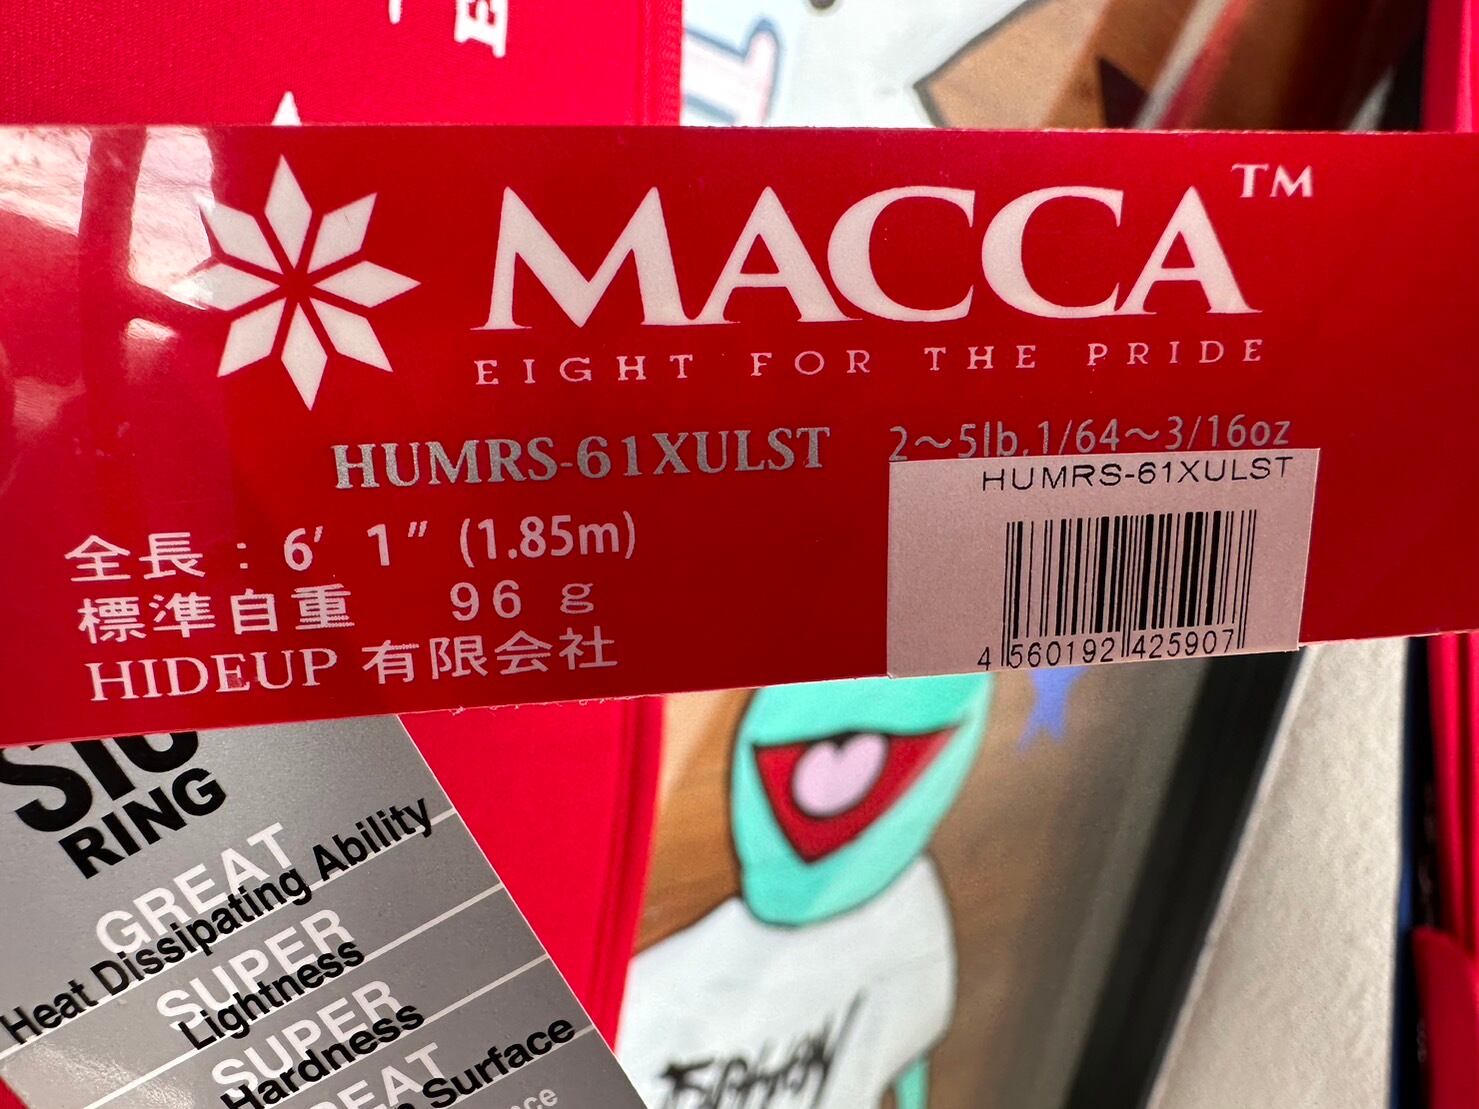 MACCA™
EIGHT FOR THE PRIDE
HUMRS-61XULST 2～5lb.1/64～3/16oz
HUMRS-61XULST
4 560192 425907
全長：6′ 1″ (1.85m)
標準自重 96 g
HIDEUP 有限会社
RING
GREAT
Heat Dissipating Ability
SUPER
Lightness
SUPER
Hardness
Surface